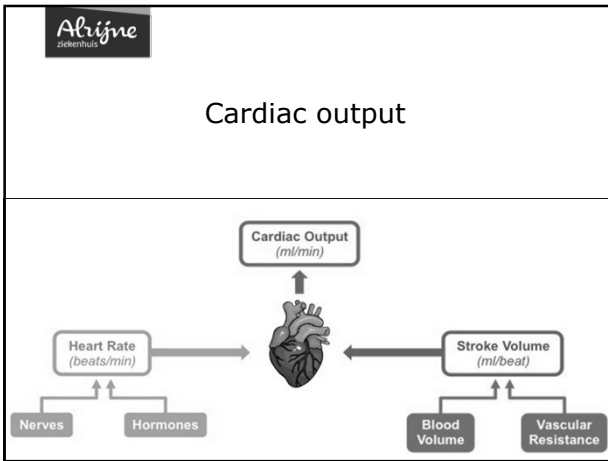 Alrijne
ziekenhuis
Cardiac output
Cardiac Output
(ml/min)
Heart Rate
(beats/min)
Stroke Volume
(ml/beat)
Nerves
Hormones
Blood
Volume
Vascular
Resistance